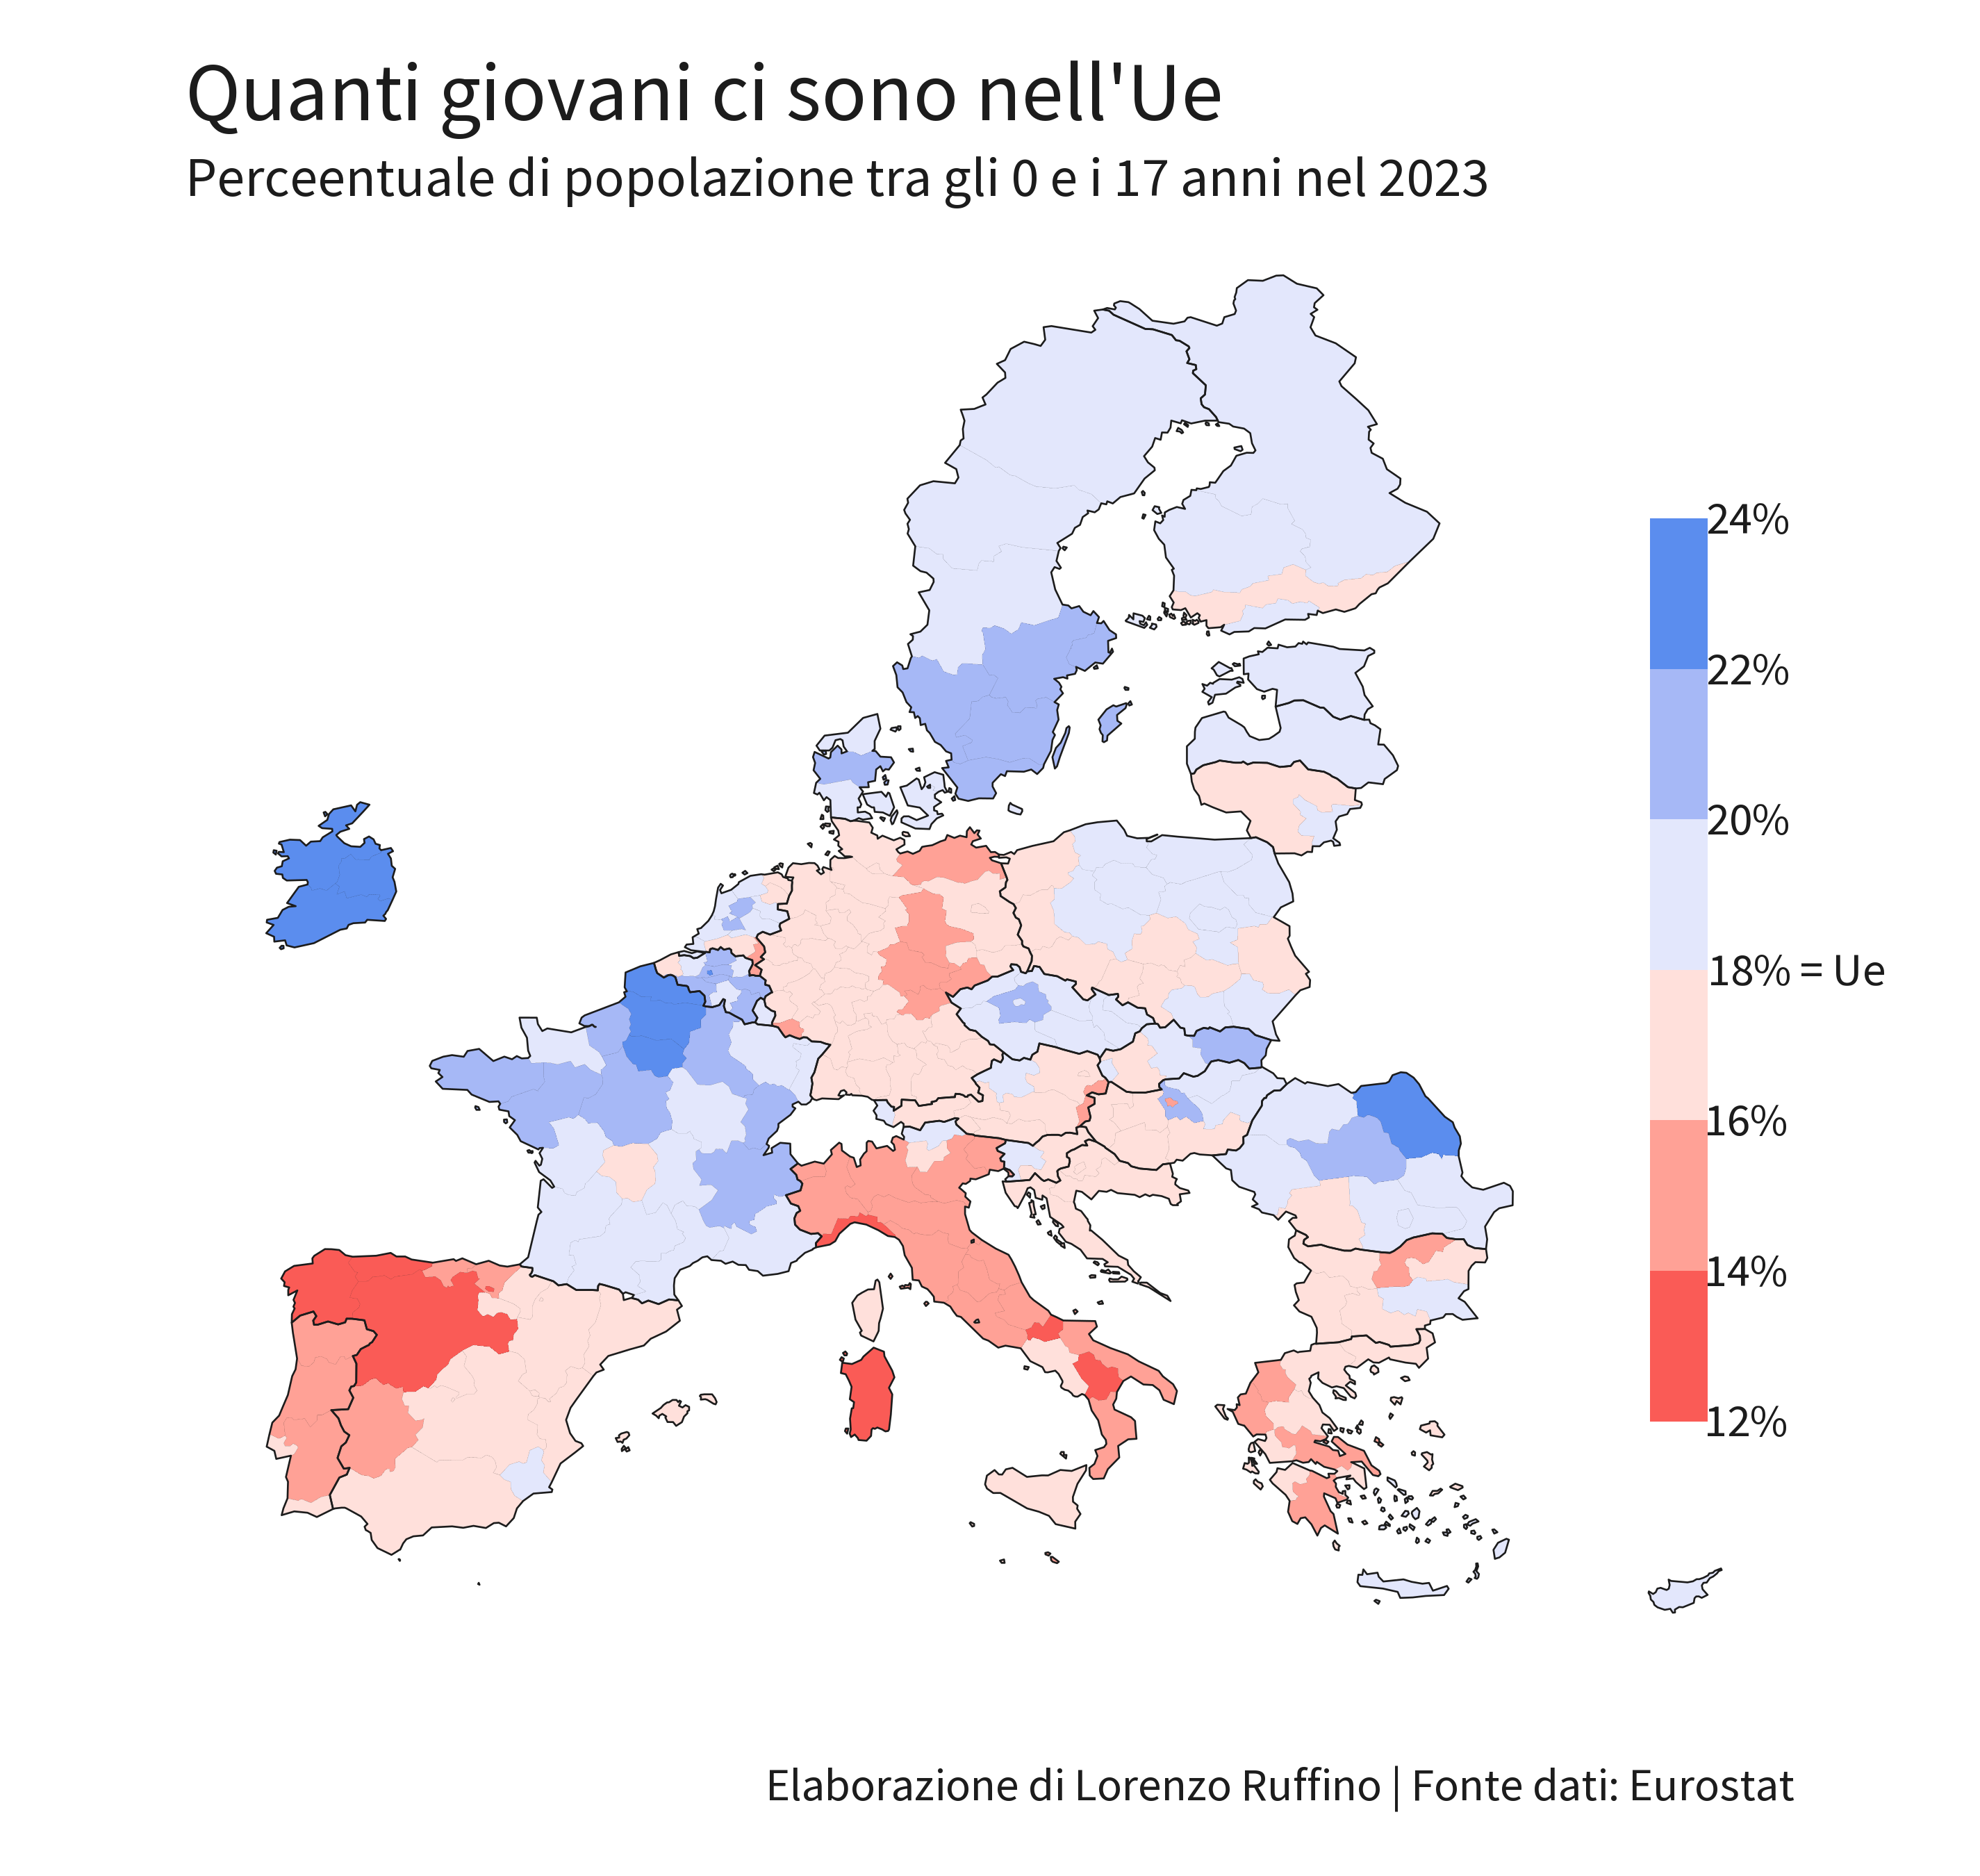 Quanti giovani ci sono nell'Ue
Perceentuale di popolazione tra gli 0 e i 17 anni nel 2023
24%
22%
20%
18% = Ue
16%
14%
12%
Elaborazione di Lorenzo Ruffino | Fonte dati: Eurostat